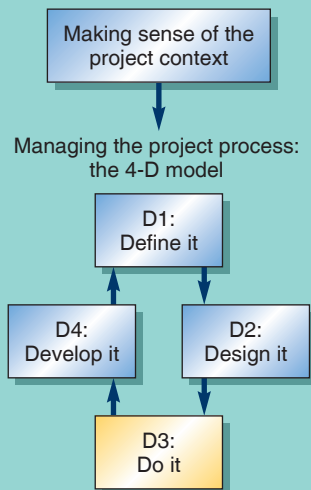 Making sense of the
project context
Managing the project process:
the 4-D model
D1:
Define it
D4:
Develop it
D2:
Design it
D3:
Do it